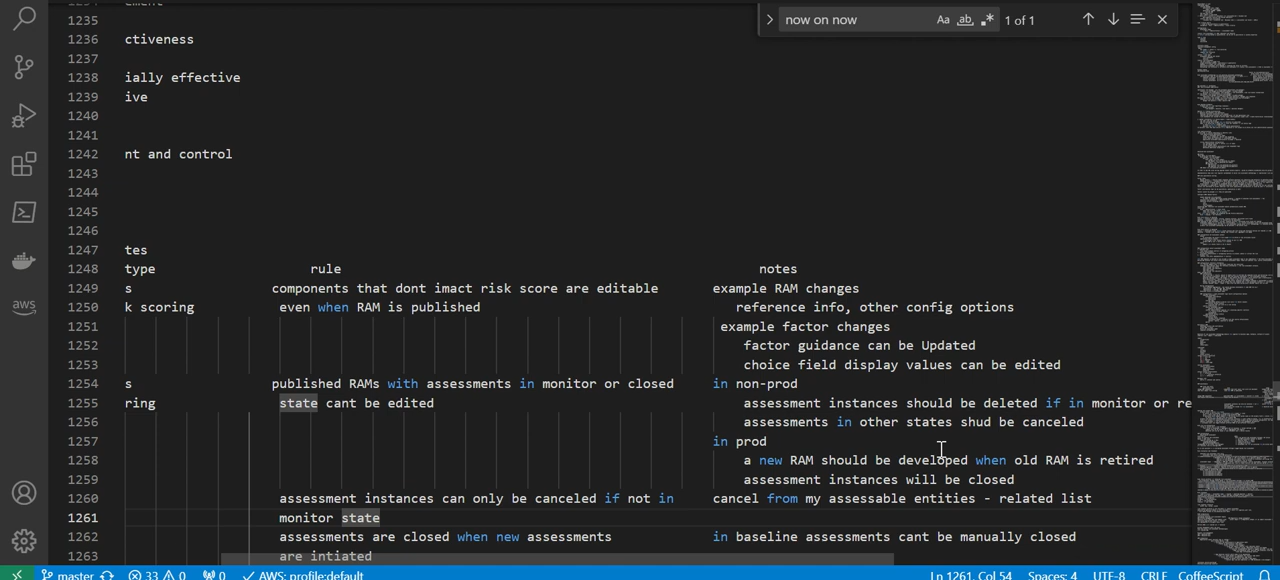 ement
now on now Aa ab .* 1 of 1
1235
1236 ctiveness
1237
1238 ially effective
1239 ive
1240
1241
1242 nt and control
1243
1244
1245
1246
1247 tes
1248 type rule notes
1249 s components that dont imact risk score are editable example RAM changes
1250 k scoring even when RAM is published reference info, other config options
1251 example factor changes
1252 factor guidance can be Updated
1253 choice field display values can be edited
1254 s published RAMs with assessments in monitor or closed in non-prod
1255 ring state cant be edited assessment instances should be deleted if in monitor or re
1256 assessments in other states shud be canceled
1257 in prod
1258 a new RAM should be developed when old RAM is retired
1259 assessment instances will be closed
1260 assessment instances can only be canceled if not in cancel from my assessable entities - related list
1261 monitor state
1262 assessments are closed when new assessments in baseline assessments cant be manually closed
1263 are intiated
aws
master 33 0 0 AWS: profile:default Ln 1261, Col 54 Spaces: 4 UTF-8 CRLF CoffeeScript